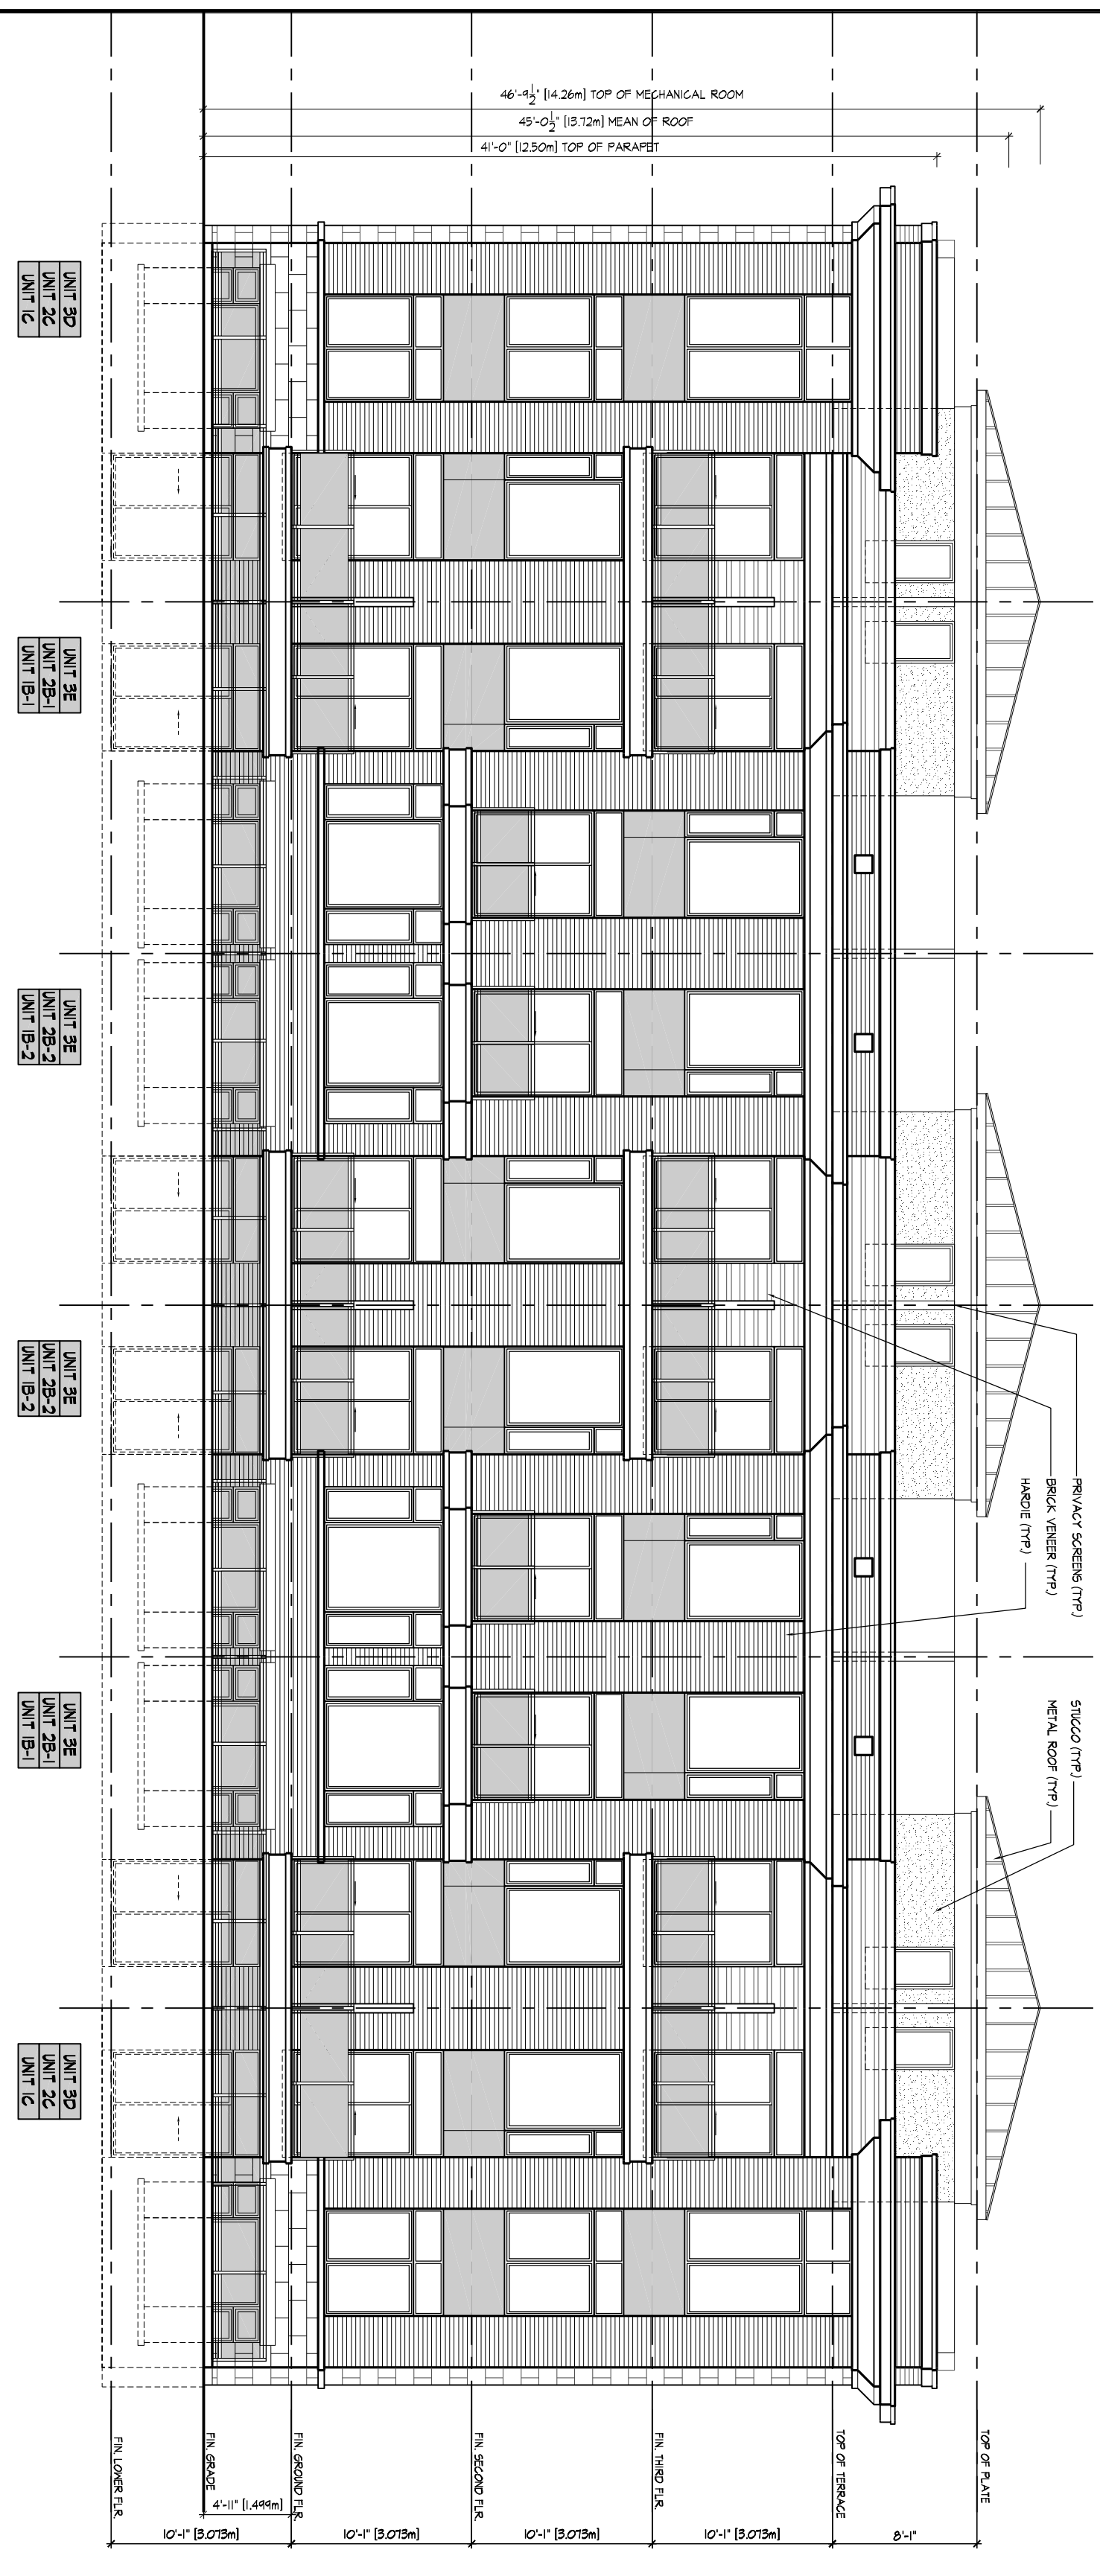 46'-9 1/2" [14.26m] TOP OF MECHANICAL ROOM
45'-0 1/2" [13.72m] MEAN OF ROOF
41'-0" [12.50m] TOP OF PARAPET
UNIT 3D
UNIT 2C
UNIT 1C
UNIT 3E
UNIT 2B-1
UNIT 1B-1
UNIT 3E
UNIT 2B-2
UNIT 1B-2
UNIT 3E
UNIT 2B-2
UNIT 1B-2
UNIT 3E
UNIT 2B-1
UNIT 1B-1
UNIT 3D
UNIT 2C
UNIT 1C
PRIVACY SCREENS (TYP.)
BRICK VENEER (TYP.)
HARDIE (TYP.)
STUCCO (TYP.)
METAL ROOF (TYP.)
TOP OF PLATE
TOP OF TERRACE
FIN. THIRD FLR.
FIN. SECOND FLR.
FIN. GROUND FLR.
FIN. GRADE
FIN. LOWER FLR.
4'-11" [1.499m]
10'-1" [3.073m]
10'-1" [3.073m]
10'-1" [3.073m]
10'-1" [3.073m]
8'-1"